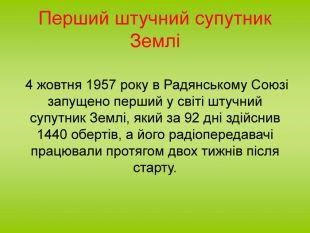 Перший штучний супутник
Землі
4 жовтня 1957 року в Радянському Союзі
запущено перший у світі штучний
супутник Землі, який за 92 дні здійснив
1440 обертів, а його радіопередавачі
працювали протягом двох тижнів після
старту.